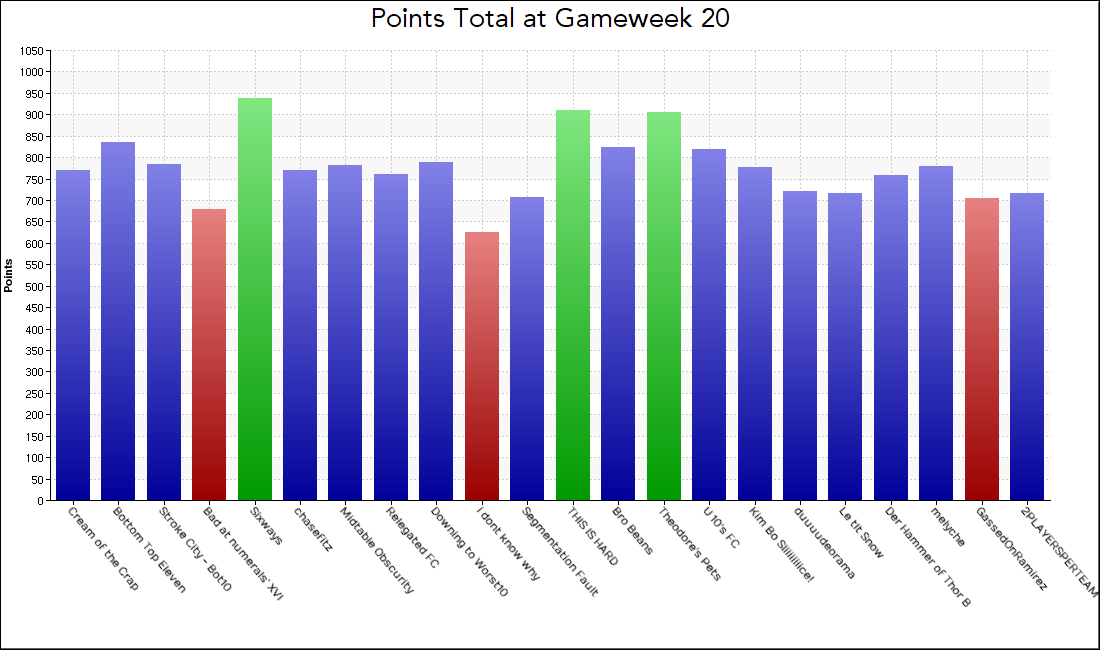 Points Total at Gameweek 20
1050
1000
950
900
850
800
750
700
650
600
550
500
450
400
350
300
250
200
150
100
50
0
Points
Cream of the Crap
Bottom Top Eleven
Stroke City - Bot10
Bad at numerals' XVI
Sixways
chasefitz
Midtable Obscurity
Relegated FC
Downing to Worst10
I dont know why
Segmentation Fault
THIS IS HARD
Bro Beans
Theodore's Pets
U 10's FC
Kim Bo Sliiiiiiice!
duuuudeorama
Le tit Snow
Der Hammer of Thor B
melyche
GassedOnRamirez
2PLAYERSPERTEAM